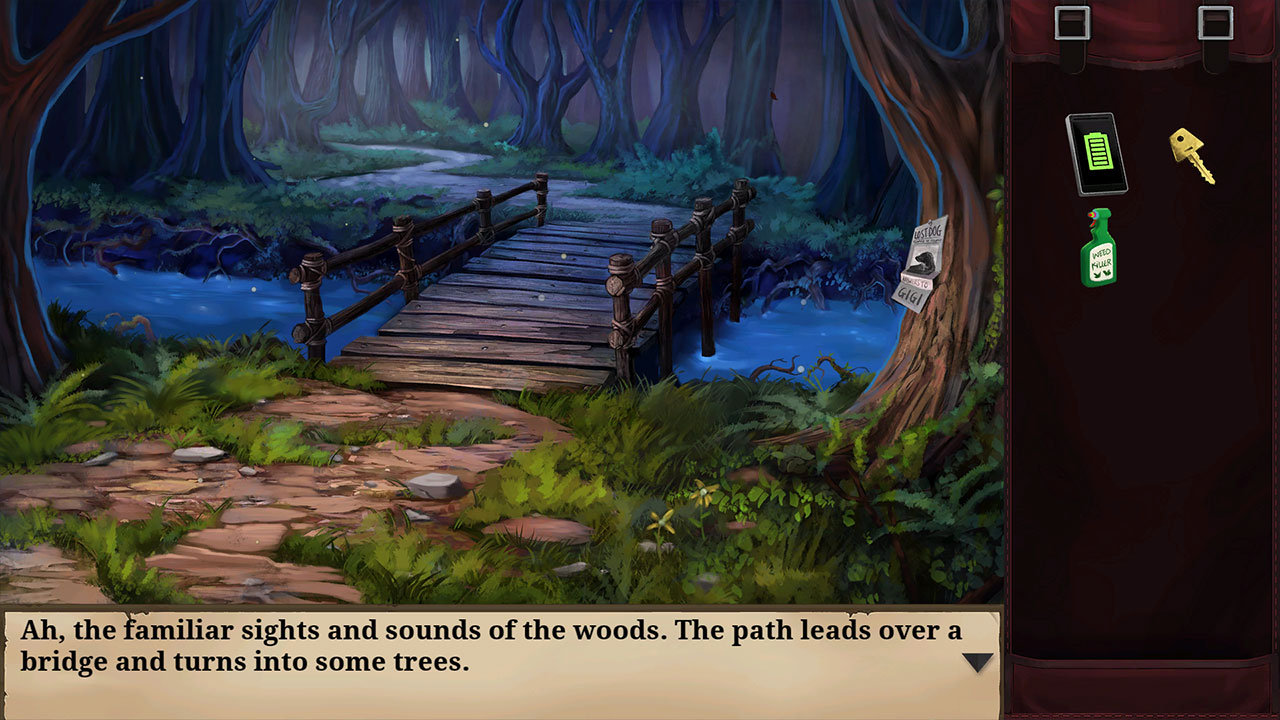 LOST DOG
GIGI
WEED
KILLER
Ah, the familiar sights and sounds of the woods. The path leads over a
bridge and turns into some trees.